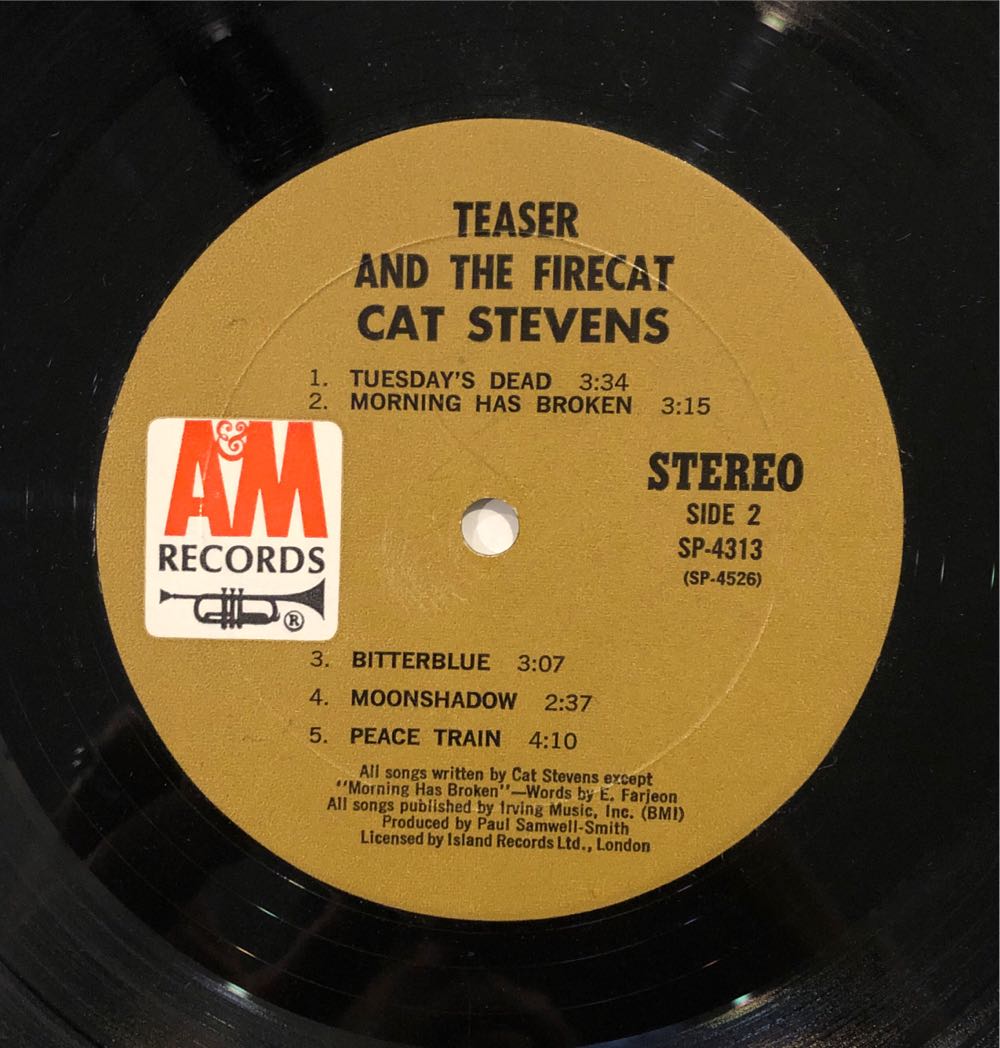 TEASER
AND THE FIRECAT
CAT STEVENS
1. TUESDAY'S DEAD 3:34
2. MORNING HAS BROKEN 3:15
A&M
RECORDS
®
STEREO
SIDE 2
SP-4313
(SP-4526)
3. BITTERBLUE 3:07
4. MOONSHADOW 2:37
5. PEACE TRAIN 4:10
All songs written by Cat Stevens except
"Morning Has Broken"—Words by E. Farjeon
All songs published by Irving Music, Inc. (BMI)
Produced by Paul Samwell-Smith
Licensed by Island Records Ltd., London